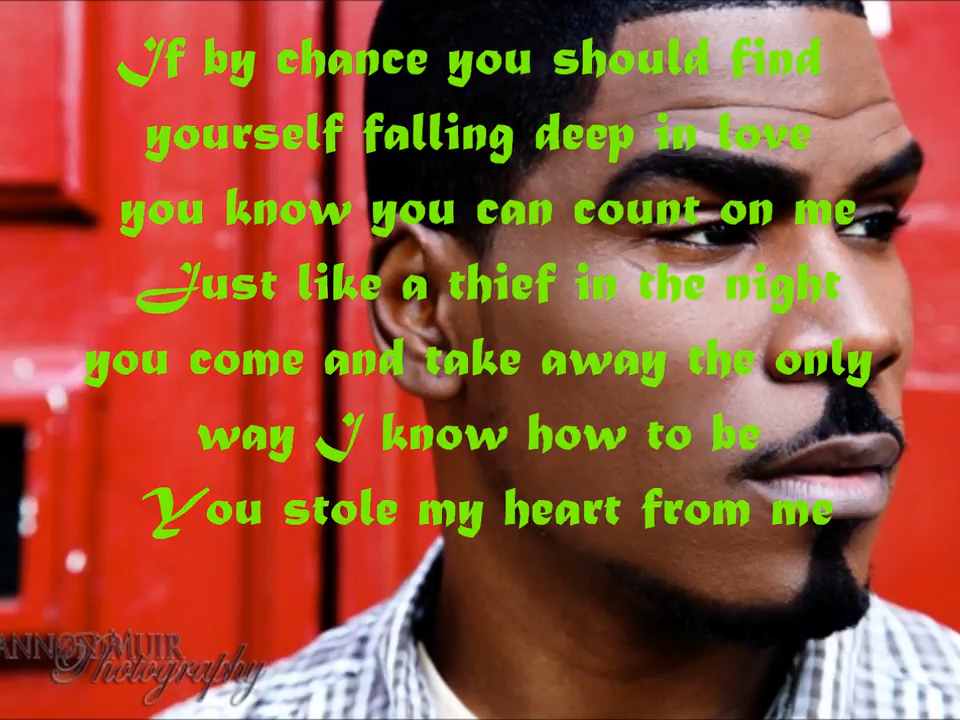 If by chance you should find
yourself falling deep in love
you know you can count on me
Just like a thief in the night
you come and take away the only
way I know how to be
You stole my heart from me
MUIR
Photography